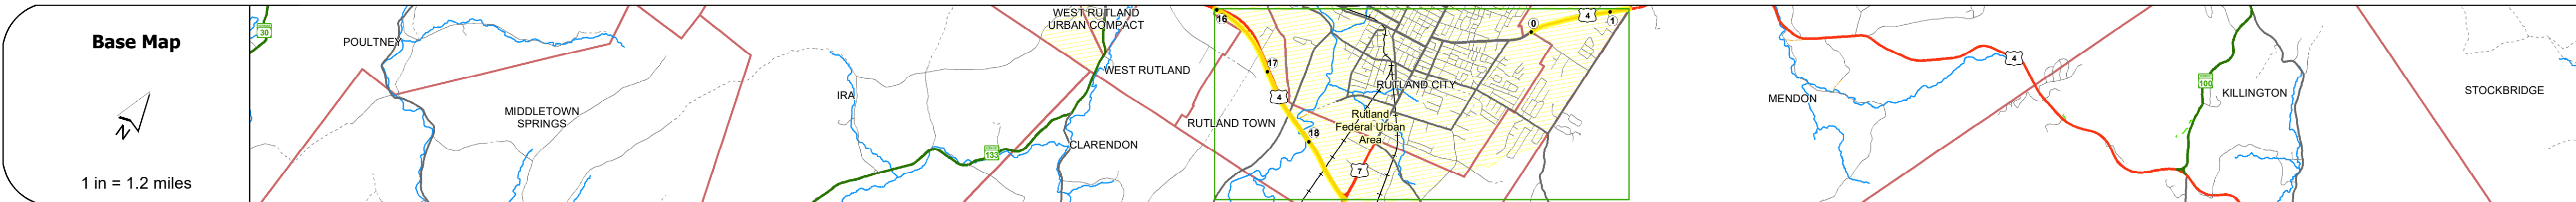 Base Map
N
1 in = 1.2 miles
30
POULTNEY
MIDDLETOWN
SPRINGS
IRA
133
WEST RUTLAND
URBAN COMPACT
WEST RUTLAND
CLARENDON
RUTLAND TOWN
16
17
4
18
RUTLAND CITY
Rutland
Federal Urban
Area
7
0
4
1
MENDON
4
100
KILLINGTON
STOCKBRIDGE